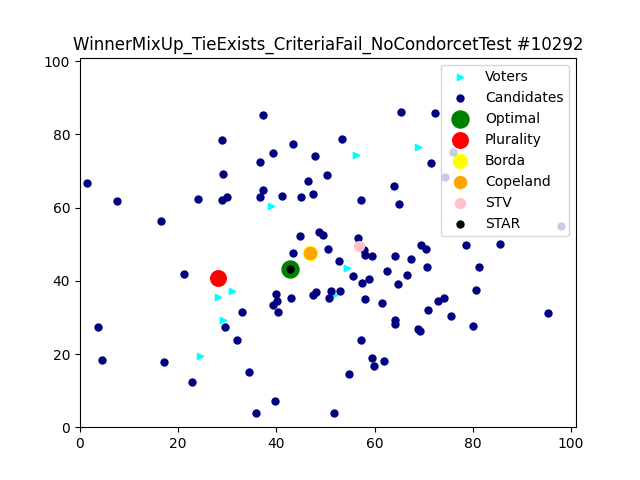 WinnerMixUp_TieExists_CriteriaFail_NoCondorcetTest #10292
100
80
60
40
20
0
0 20 40 60 80 100
Voters
Candidates
Optimal
Plurality
Borda
Copeland
STV
STAR